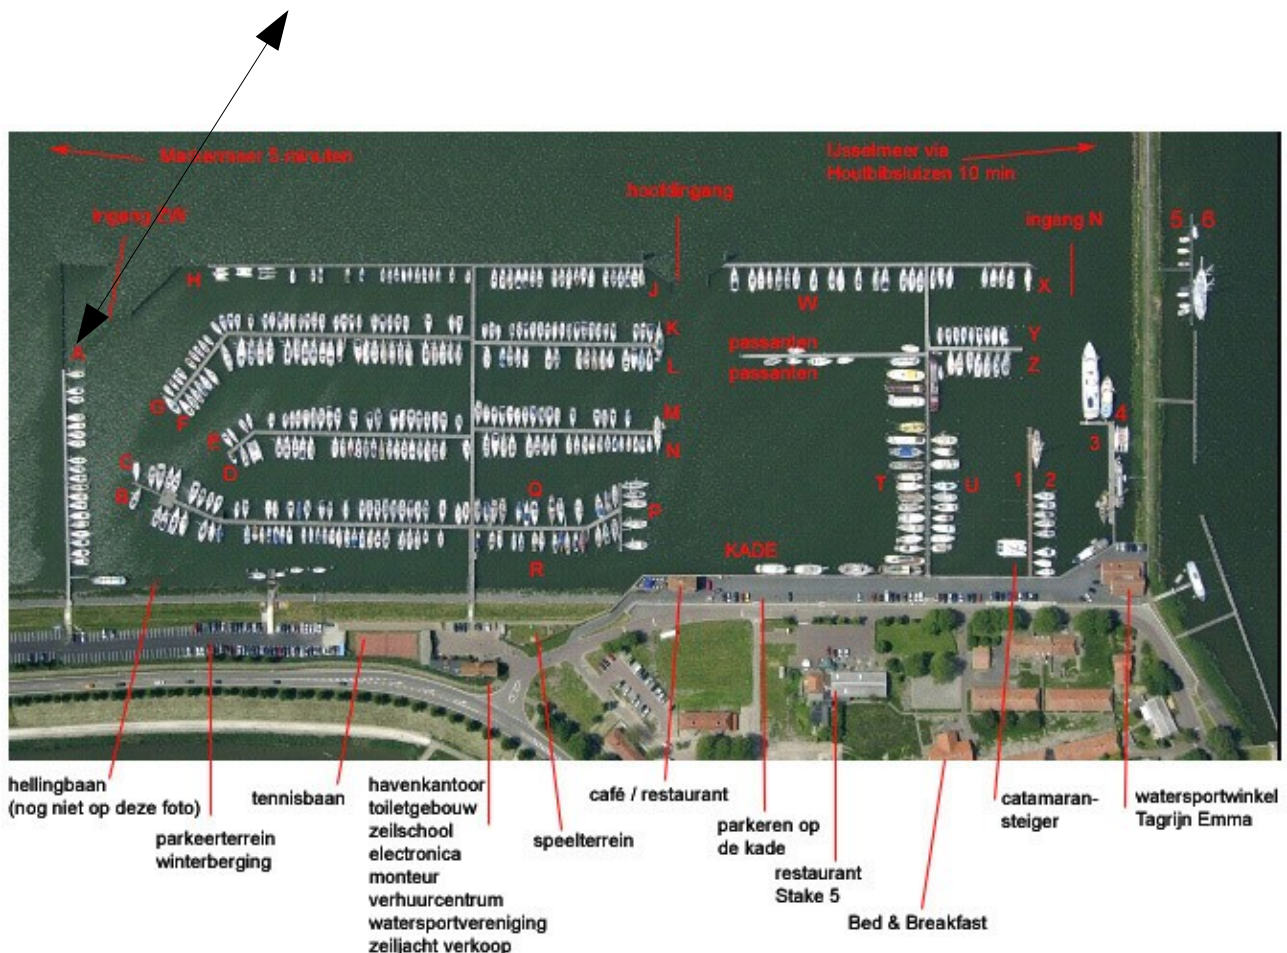 Markermeer 5 minuten
IJsselmeer via
Houtbibsluizen 10 min
ingang ZW
hoofdingang
ingang N
5 6
H
J
W
X
A
K
L
passanten
passanten
Y
Z
G
F
E
D
M
N
C
B
Q
P
R
T
U
1
2
3
4
KADE
hellingbaan
(nog niet op deze foto)
parkeerterrein
winterberging
tennisbaan
havenkantoor
toiletgebouw
zeilschool
electronica
monteur
verhuurcentrum
watersportvereniging
zeiljacht verkoop
speelterrein
café / restaurant
parkeren op
de kade
restaurant
Stake 5
Bed & Breakfast
catamaran-
steiger
watersportwinkel
Tagrijn Emma